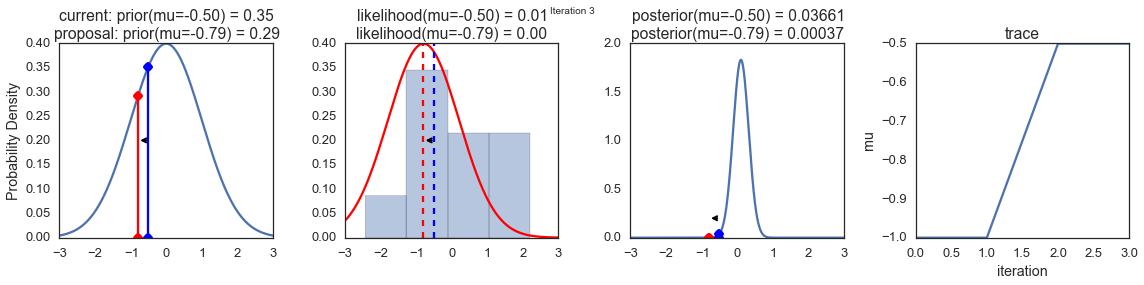 current: prior(mu=-0.50) = 0.35
proposal: prior(mu=-0.79) = 0.29
likelihood(mu=-0.50) = 0.01
likelihood(mu=-0.79) = 0.00
Iteration 3
posterior(mu=-0.50) = 0.03661
posterior(mu=-0.79) = 0.00037
trace
Probability Density
0.40
0.35
0.30
0.25
0.20
0.15
0.10
0.05
0.00
−3 −2 −1 0 1 2 3
0.40
0.35
0.30
0.25
0.20
0.15
0.10
0.05
0.00
−3 −2 −1 0 1 2 3
2.0
1.5
1.0
0.5
0.0
−3 −2 −1 0 1 2 3
mu
−0.5
−0.6
−0.7
−0.8
−0.9
−1.0
0.0 0.5 1.0 1.5 2.0 2.5 3.0
iteration